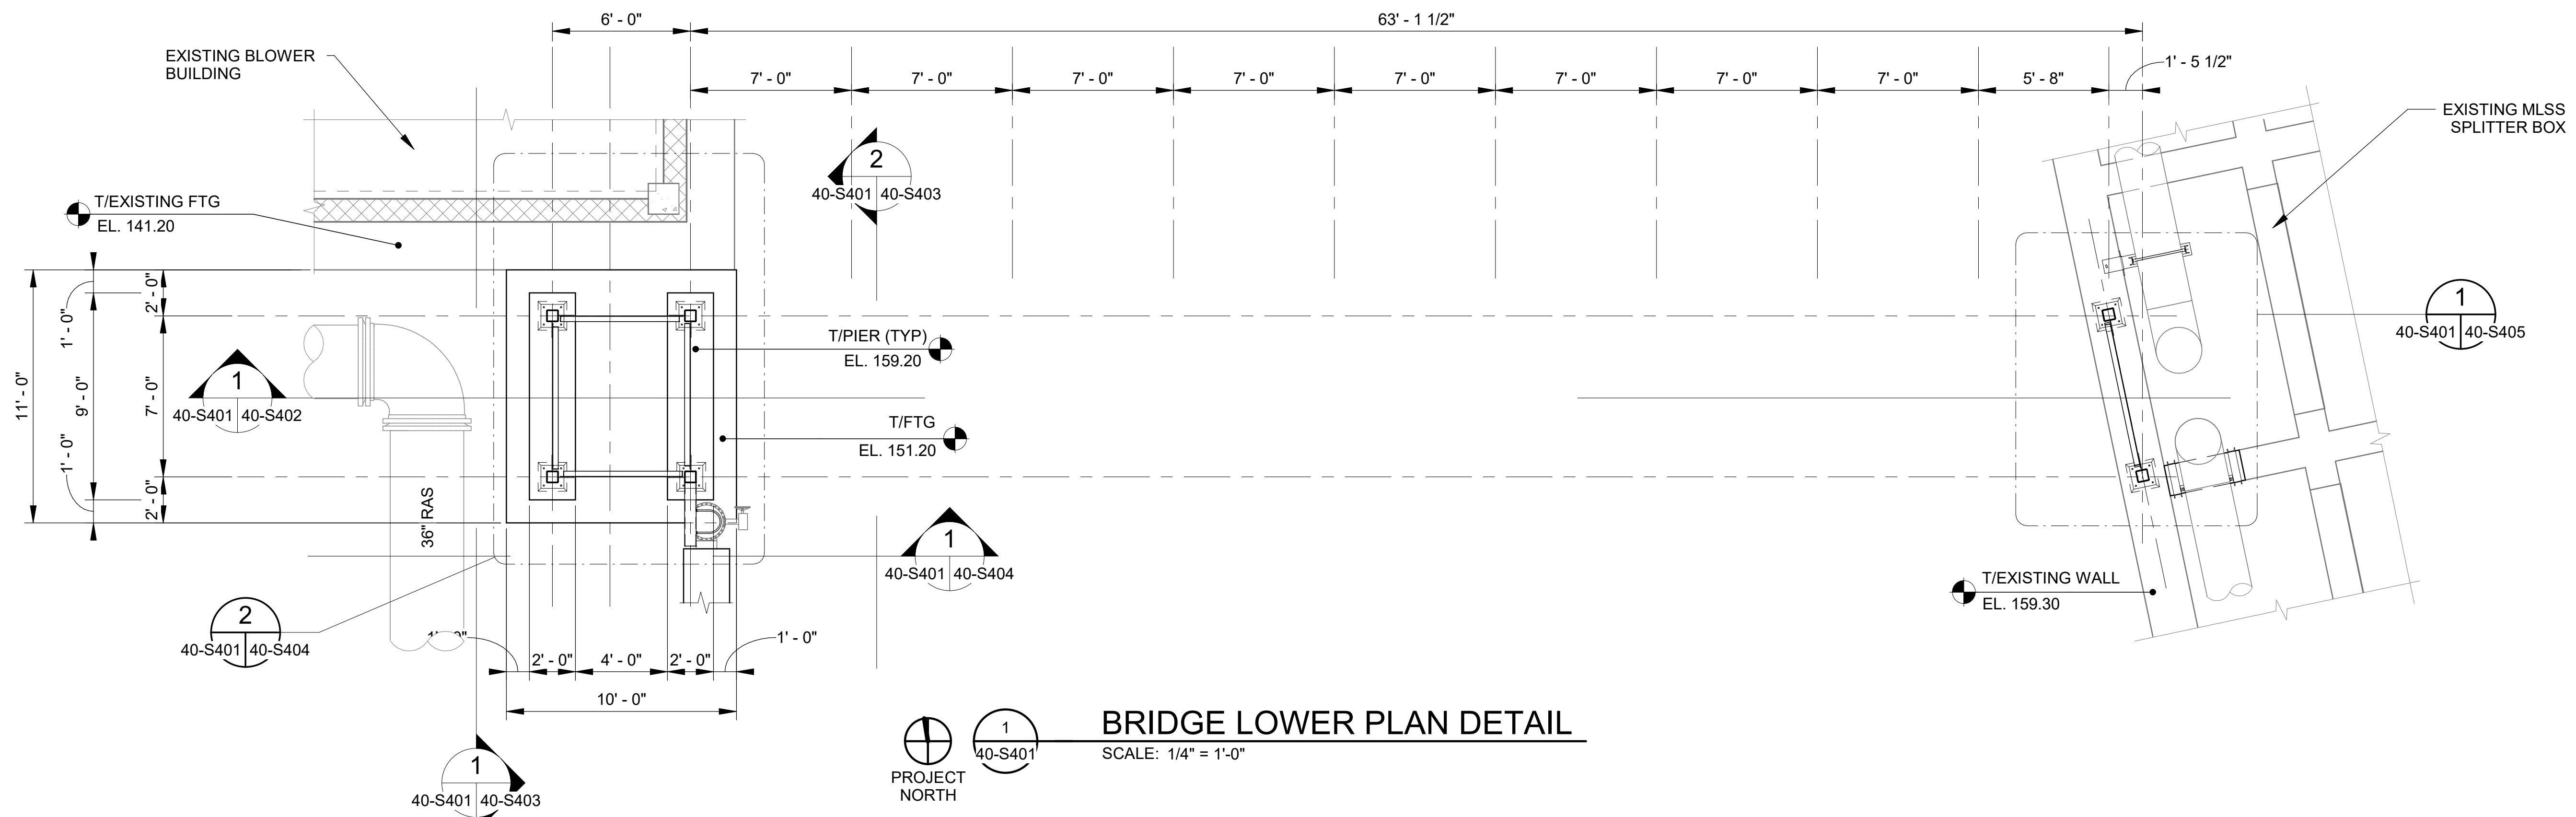 6' - 0"
63' - 1 1/2"
EXISTING BLOWER
BUILDING
7' - 0"
7' - 0"
7' - 0"
7' - 0"
7' - 0"
7' - 0"
7' - 0"
7' - 0"
5' - 8"
1' - 5 1/2"
EXISTING MLSS
SPLITTER BOX
2
40-S401 40-S403
T/EXISTING FTG
EL. 141.20
11' - 0"
1' - 0"
9' - 0"
1' - 0"
2' - 0"
7' - 0"
2' - 0"
1
40-S401 40-S402
T/PIER (TYP)
EL. 159.20
T/FTG
EL. 151.20
1
40-S401 40-S405
36" RAS
1
40-S401 40-S404
T/EXISTING WALL
EL. 159.30
2
40-S401 40-S404
1' - 0"
2' - 0"
4' - 0"
2' - 0"
1' - 0"
10' - 0"
1
40-S401 40-S403
PROJECT
NORTH
1
40-S401
BRIDGE LOWER PLAN DETAIL
SCALE: 1/4" = 1'-0"